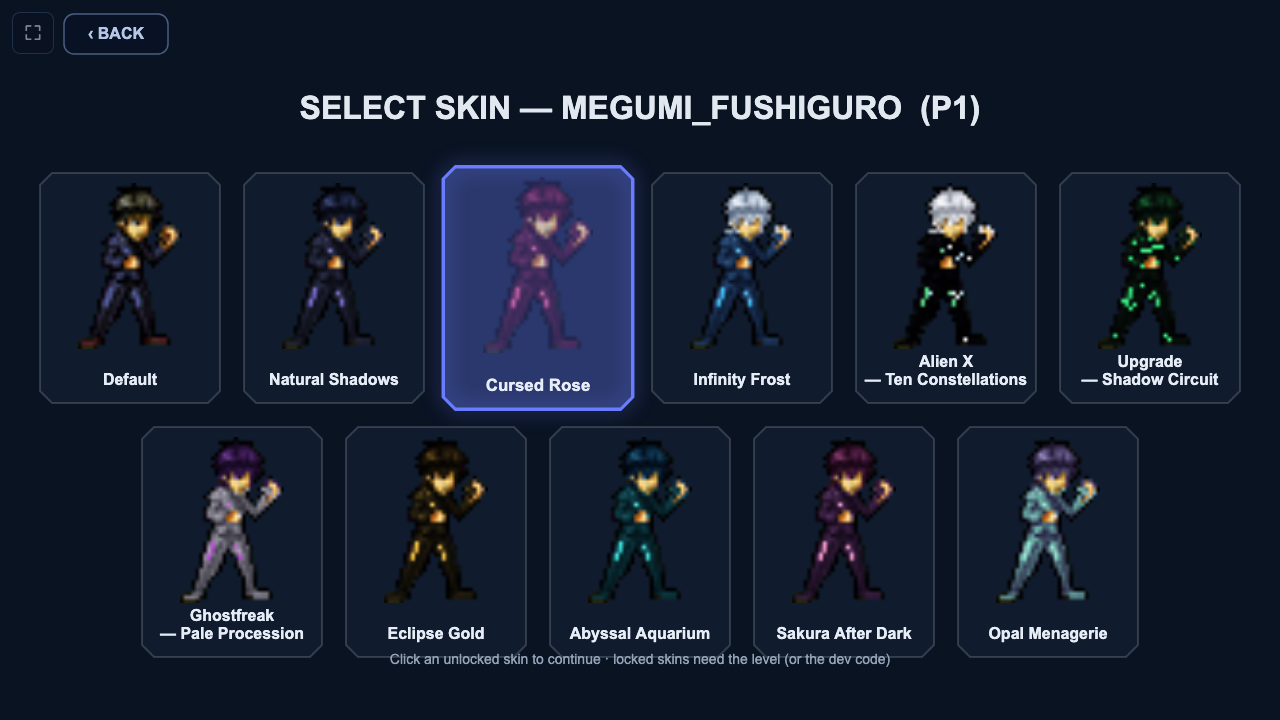 ‹ BACK
SELECT SKIN — MEGUMI_FUSHIGURO (P1)
Default
Natural Shadows
Cursed Rose
Infinity Frost
Alien X
— Ten Constellations
Upgrade
— Shadow Circuit
Ghostfreak
— Pale Procession
Eclipse Gold
Abyssal Aquarium
Sakura After Dark
Opal Menagerie
Click an unlocked skin to continue · locked skins need the level (or the dev code)